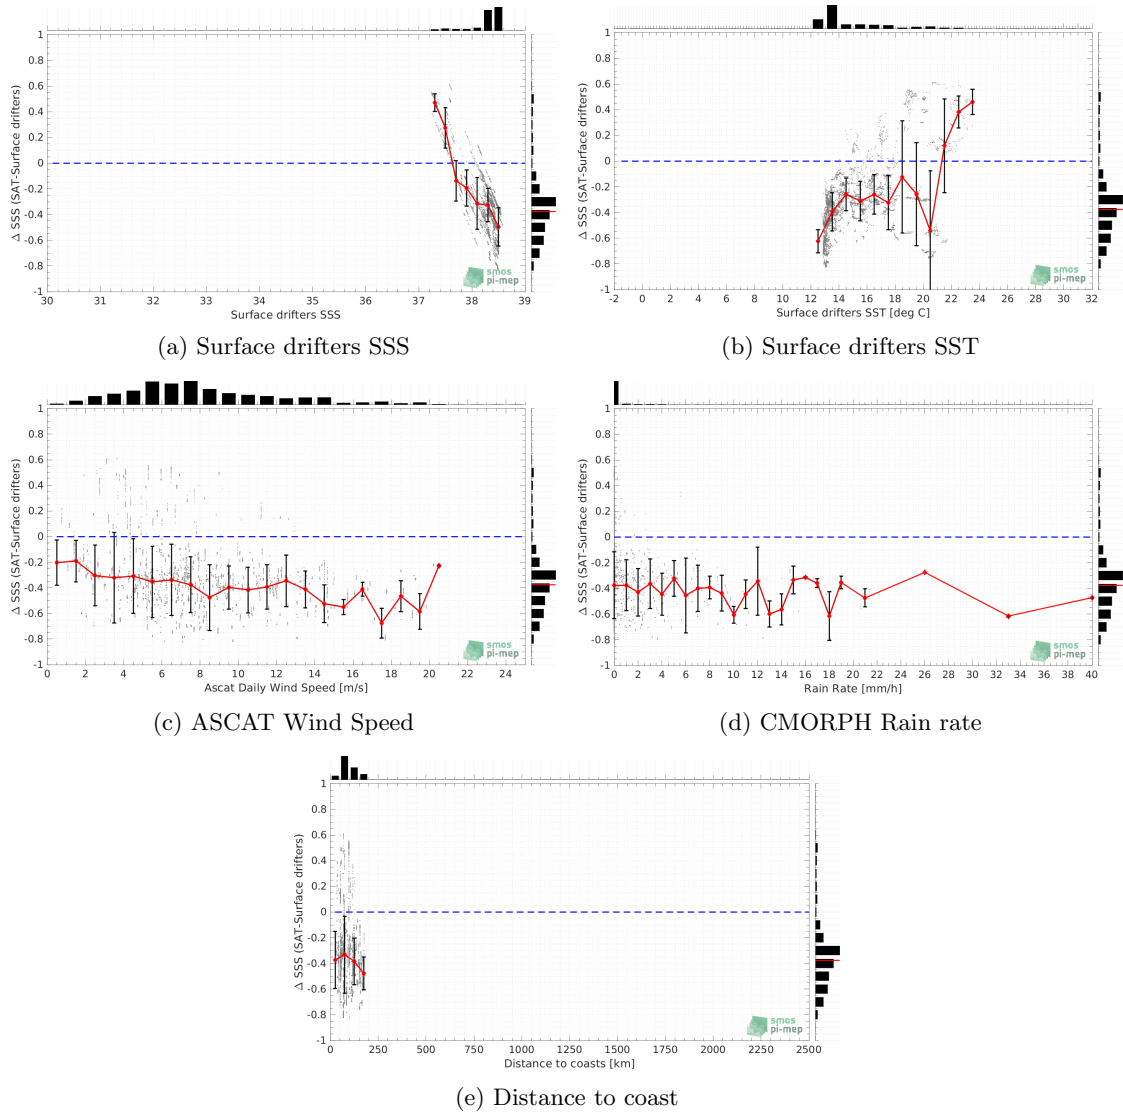 1
0.8
0.6
0.4
0.2
0
-0.2
-0.4
-0.6
-0.8
-1
Δ SSS (SAT-Surface drifters)
30 31 32 33 34 35 36 37 38 39
Surface drifters SSS
smos
pi-mep
(a) Surface drifters SSS
1
0.8
0.6
0.4
0.2
0
-0.2
-0.4
-0.6
-0.8
-1
Δ SSS (SAT-Surface drifters)
-2 0 2 4 6 8 10 12 14 16 18 20 22 24 26 28 30 32
Surface drifters SST [deg C]
smos
pi-mep
(b) Surface drifters SST
1
0.8
0.6
0.4
0.2
0
-0.2
-0.4
-0.6
-0.8
-1
Δ SSS (SAT-Surface drifters)
0 2 4 6 8 10 12 14 16 18 20 22 24
Ascat Daily Wind Speed [m/s]
smos
pi-mep
(c) ASCAT Wind Speed
1
0.8
0.6
0.4
0.2
0
-0.2
-0.4
-0.6
-0.8
-1
Δ SSS (SAT-Surface drifters)
0 2 4 6 8 10 12 14 16 18 20 22 24 26 28 30 32 34 36 38 40
Rain Rate [mm/h]
smos
pi-mep
(d) CMORPH Rain rate
1
0.8
0.6
0.4
0.2
0
-0.2
-0.4
-0.6
-0.8
-1
Δ SSS (SAT-Surface drifters)
0 250 500 750 1000 1250 1500 1750 2000 2250 2500
Distance to coasts [km]
smos
pi-mep
(e) Distance to coast